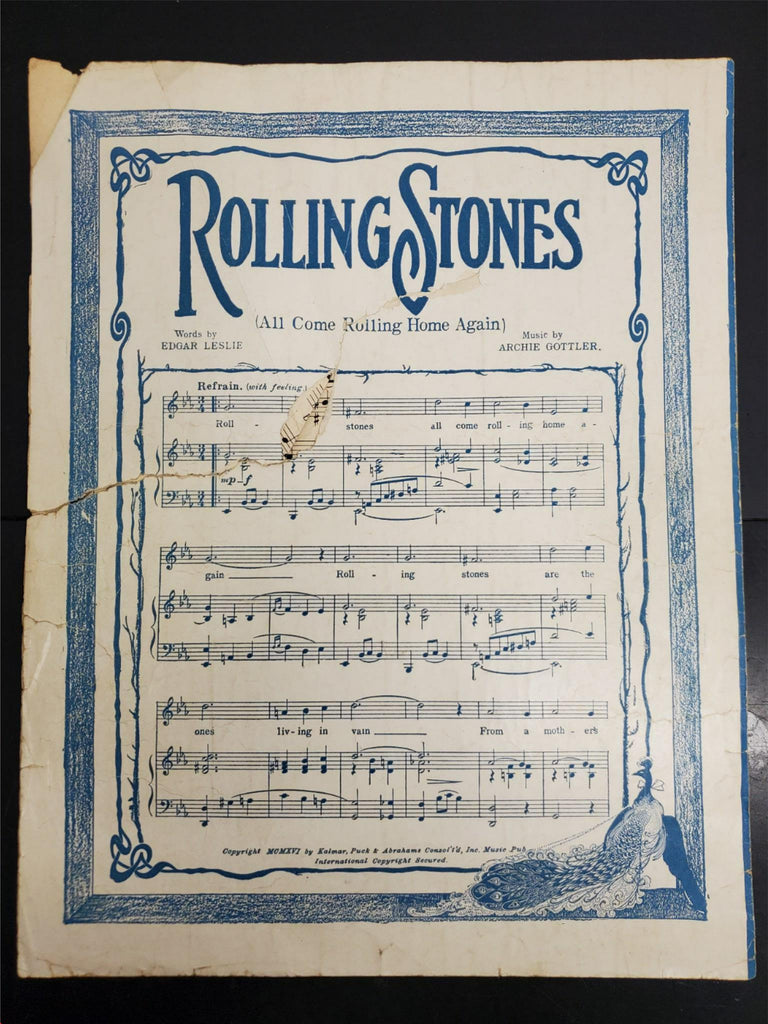 ROLLING STONES
(All Come Rolling Home Again)
Words by
EDGAR LESLIE
Music by
ARCHIE GOTTLER.
Refrain. (with feeling)
Roll - stones all come roll - ing home a-
mp-f
gain Roll - ing stones are the
ones liv - ing in vain From a moth - er's
Copyright MCMXVI by Kalmar, Puck & Abrahams Consol't'd, Inc. Music Pub
International Copyright Secured.